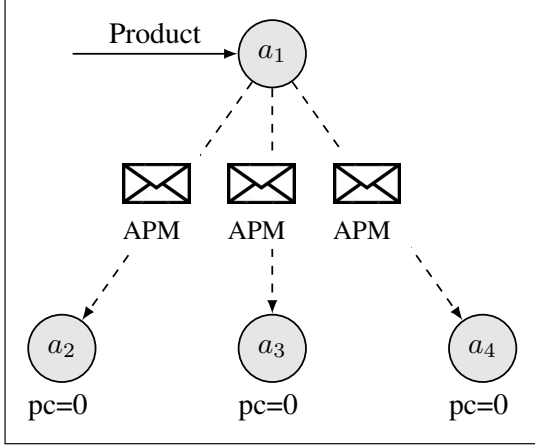 Product
a₁
APM APM APM
a₂ a₃ a₄
pc=0 pc=0 pc=0